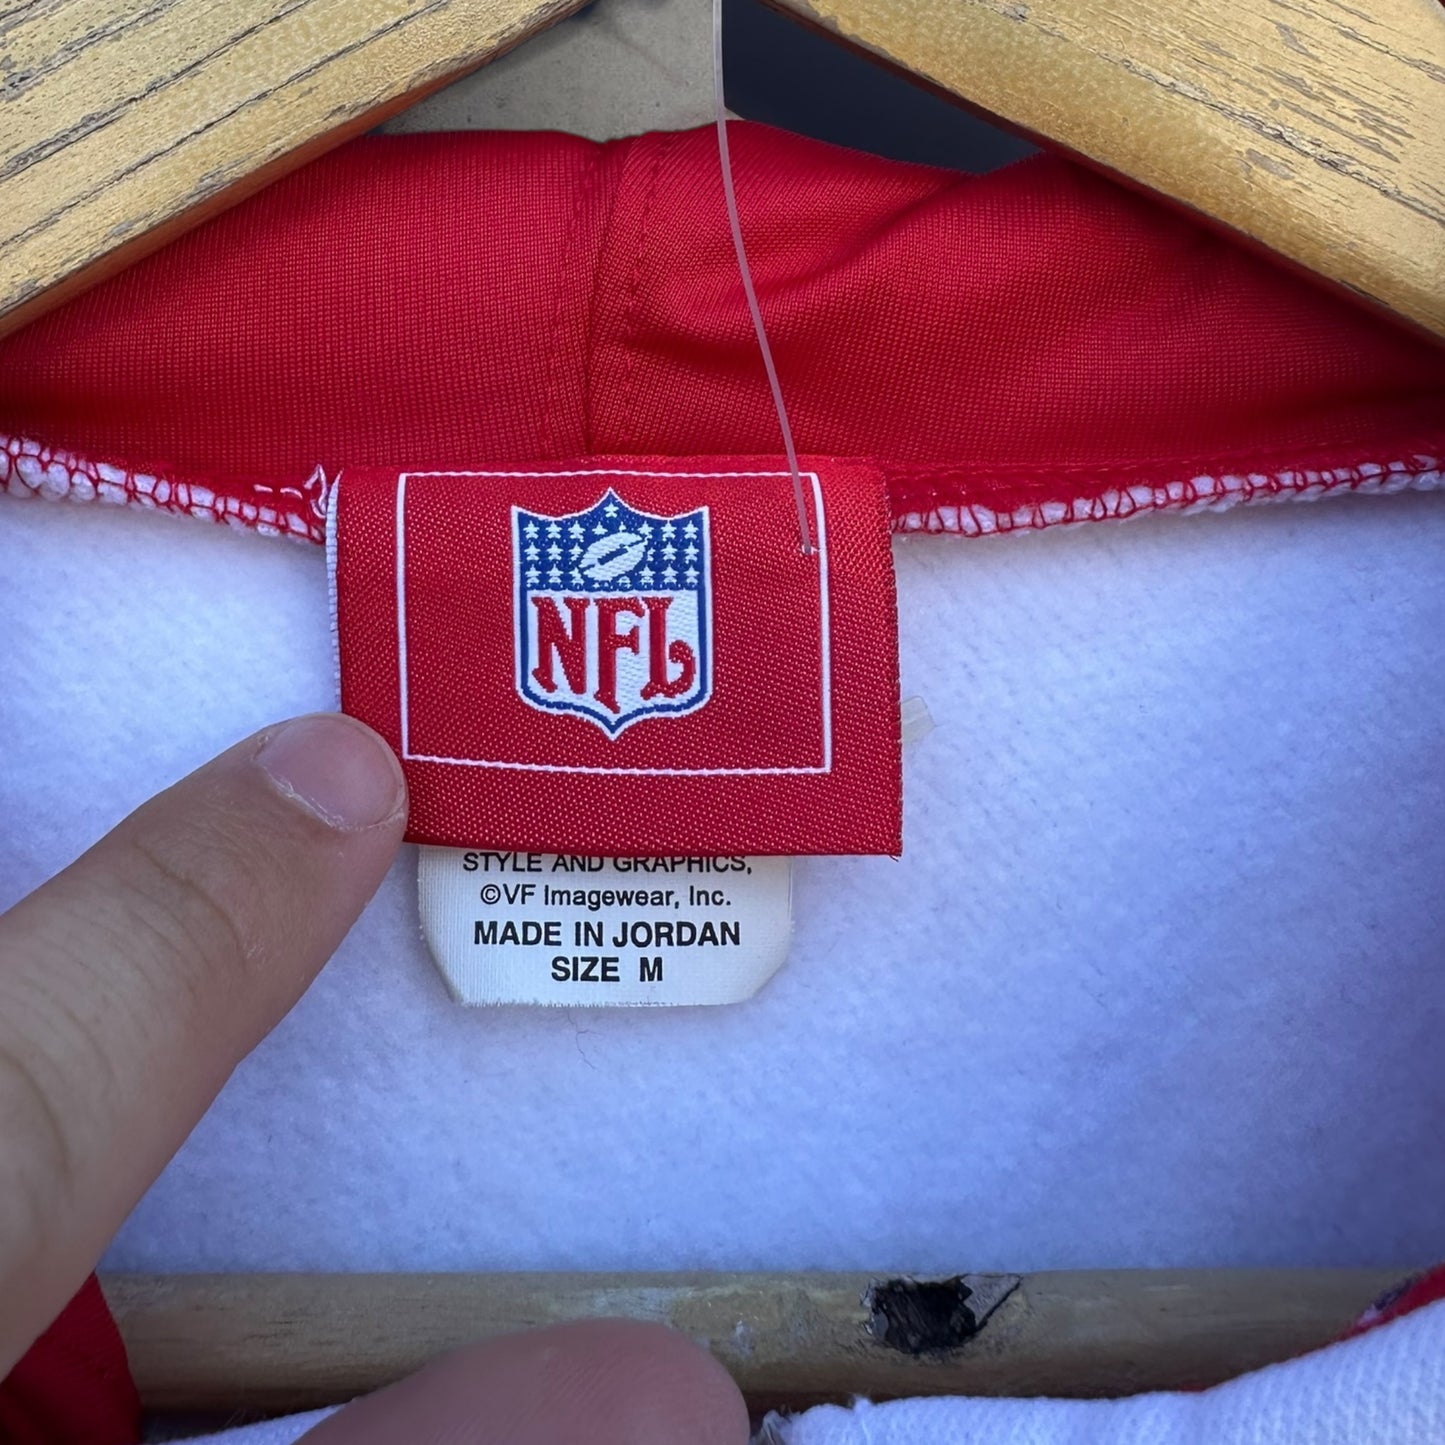 NFL
STYLE AND GRAPHICS,
©VF Imagewear, Inc.
MADE IN JORDAN
SIZE M